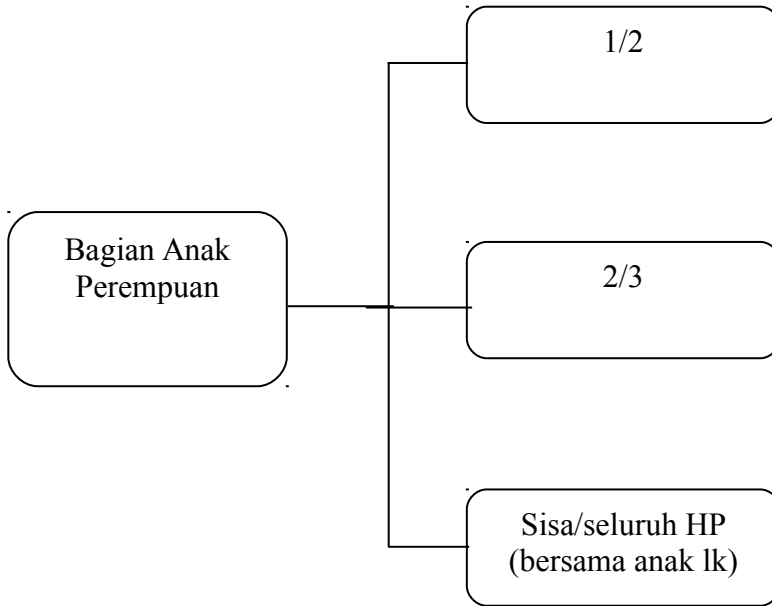 1/2
Bagian Anak
Perempuan
2/3
Sisa/seluruh HP
(bersama anak lk)